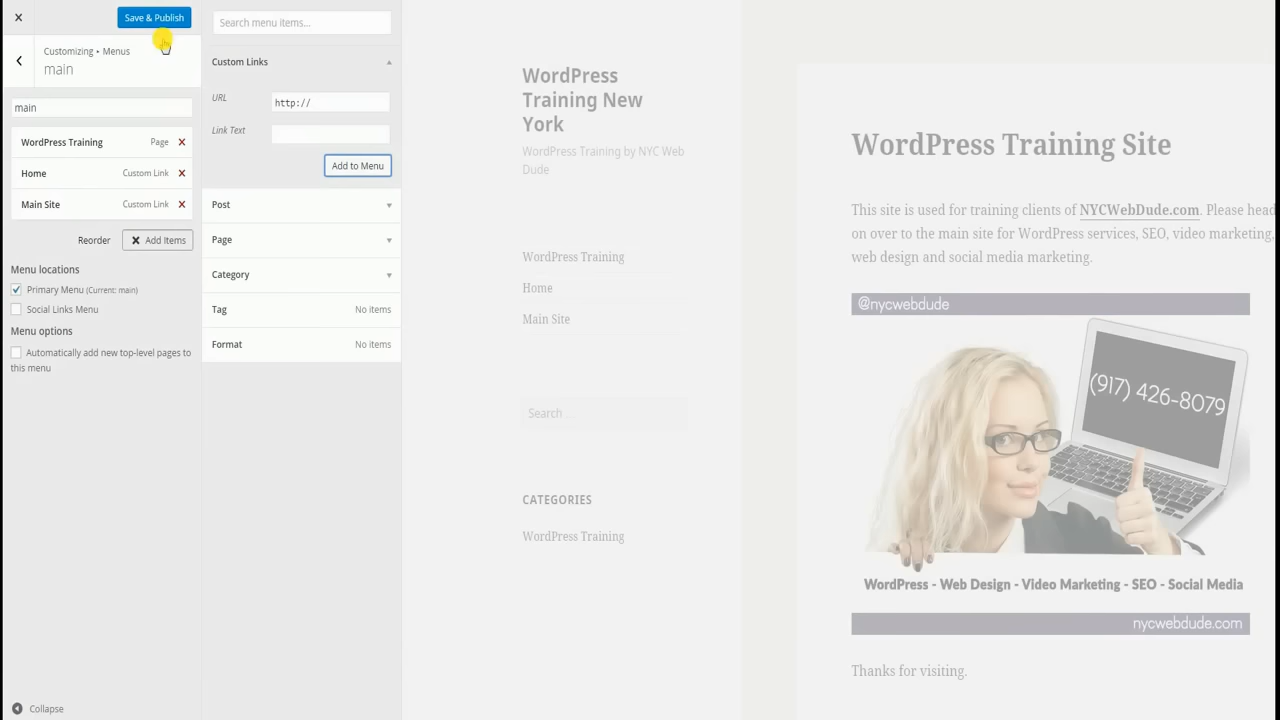 Save & Publish
Customizing • Menus
main
main
WordPress Training Page
Home Custom Link
Main Site Custom Link
Reorder Add Items
Menu locations
Primary Menu (Current: main)
Social Links Menu
Menu options
Automatically add new top-level pages to
this menu
Collapse
Search menu items...
Custom Links
URL http://
Link Text
Add to Menu
Post
Page
Category
Tag No items
Format No items
WordPress
Training New
York
WordPress Training by NYC Web
Dude
WordPress Training
Home
Main Site
Search
CATEGORIES
WordPress Training
WordPress Training Site
This site is used for training clients of NYCWebDude.com. Please head
on over to the main site for WordPress services, SEO, video marketing,
web design and social media marketing.
@nycwebdude
(917) 426-8079
WordPress - Web Design - Video Marketing - SEO - Social Media
nycwebdude.com
Thanks for visiting.